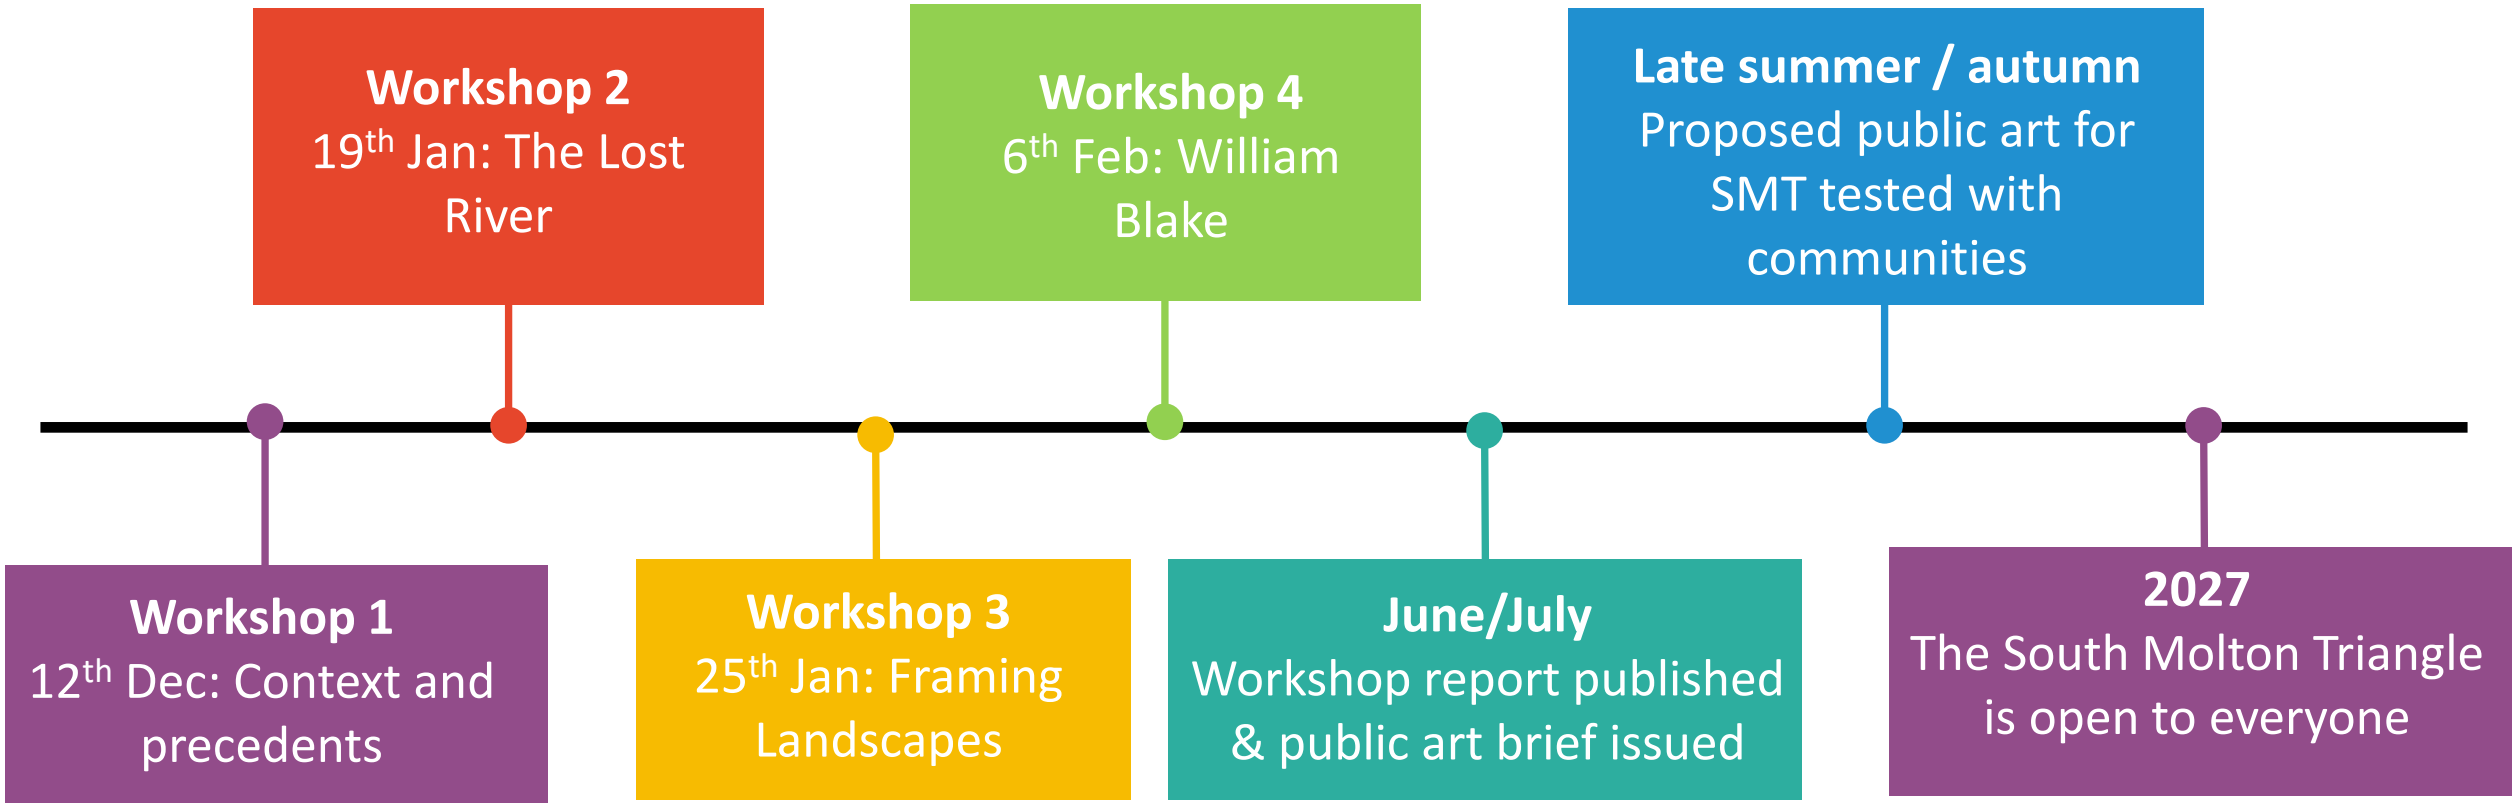 Workshop 1
12th Dec: Context and
precedents
Workshop 2
19th Jan: The Lost
River
Workshop 3
25th Jan: Framing
Landscapes
Workshop 4
6th Feb: William
Blake
June/July
Workshop report published
& public art brief issued
Late summer / autumn
Proposed public art for
SMT tested with
communities
2027
The South Molton Triangle
is open to everyone